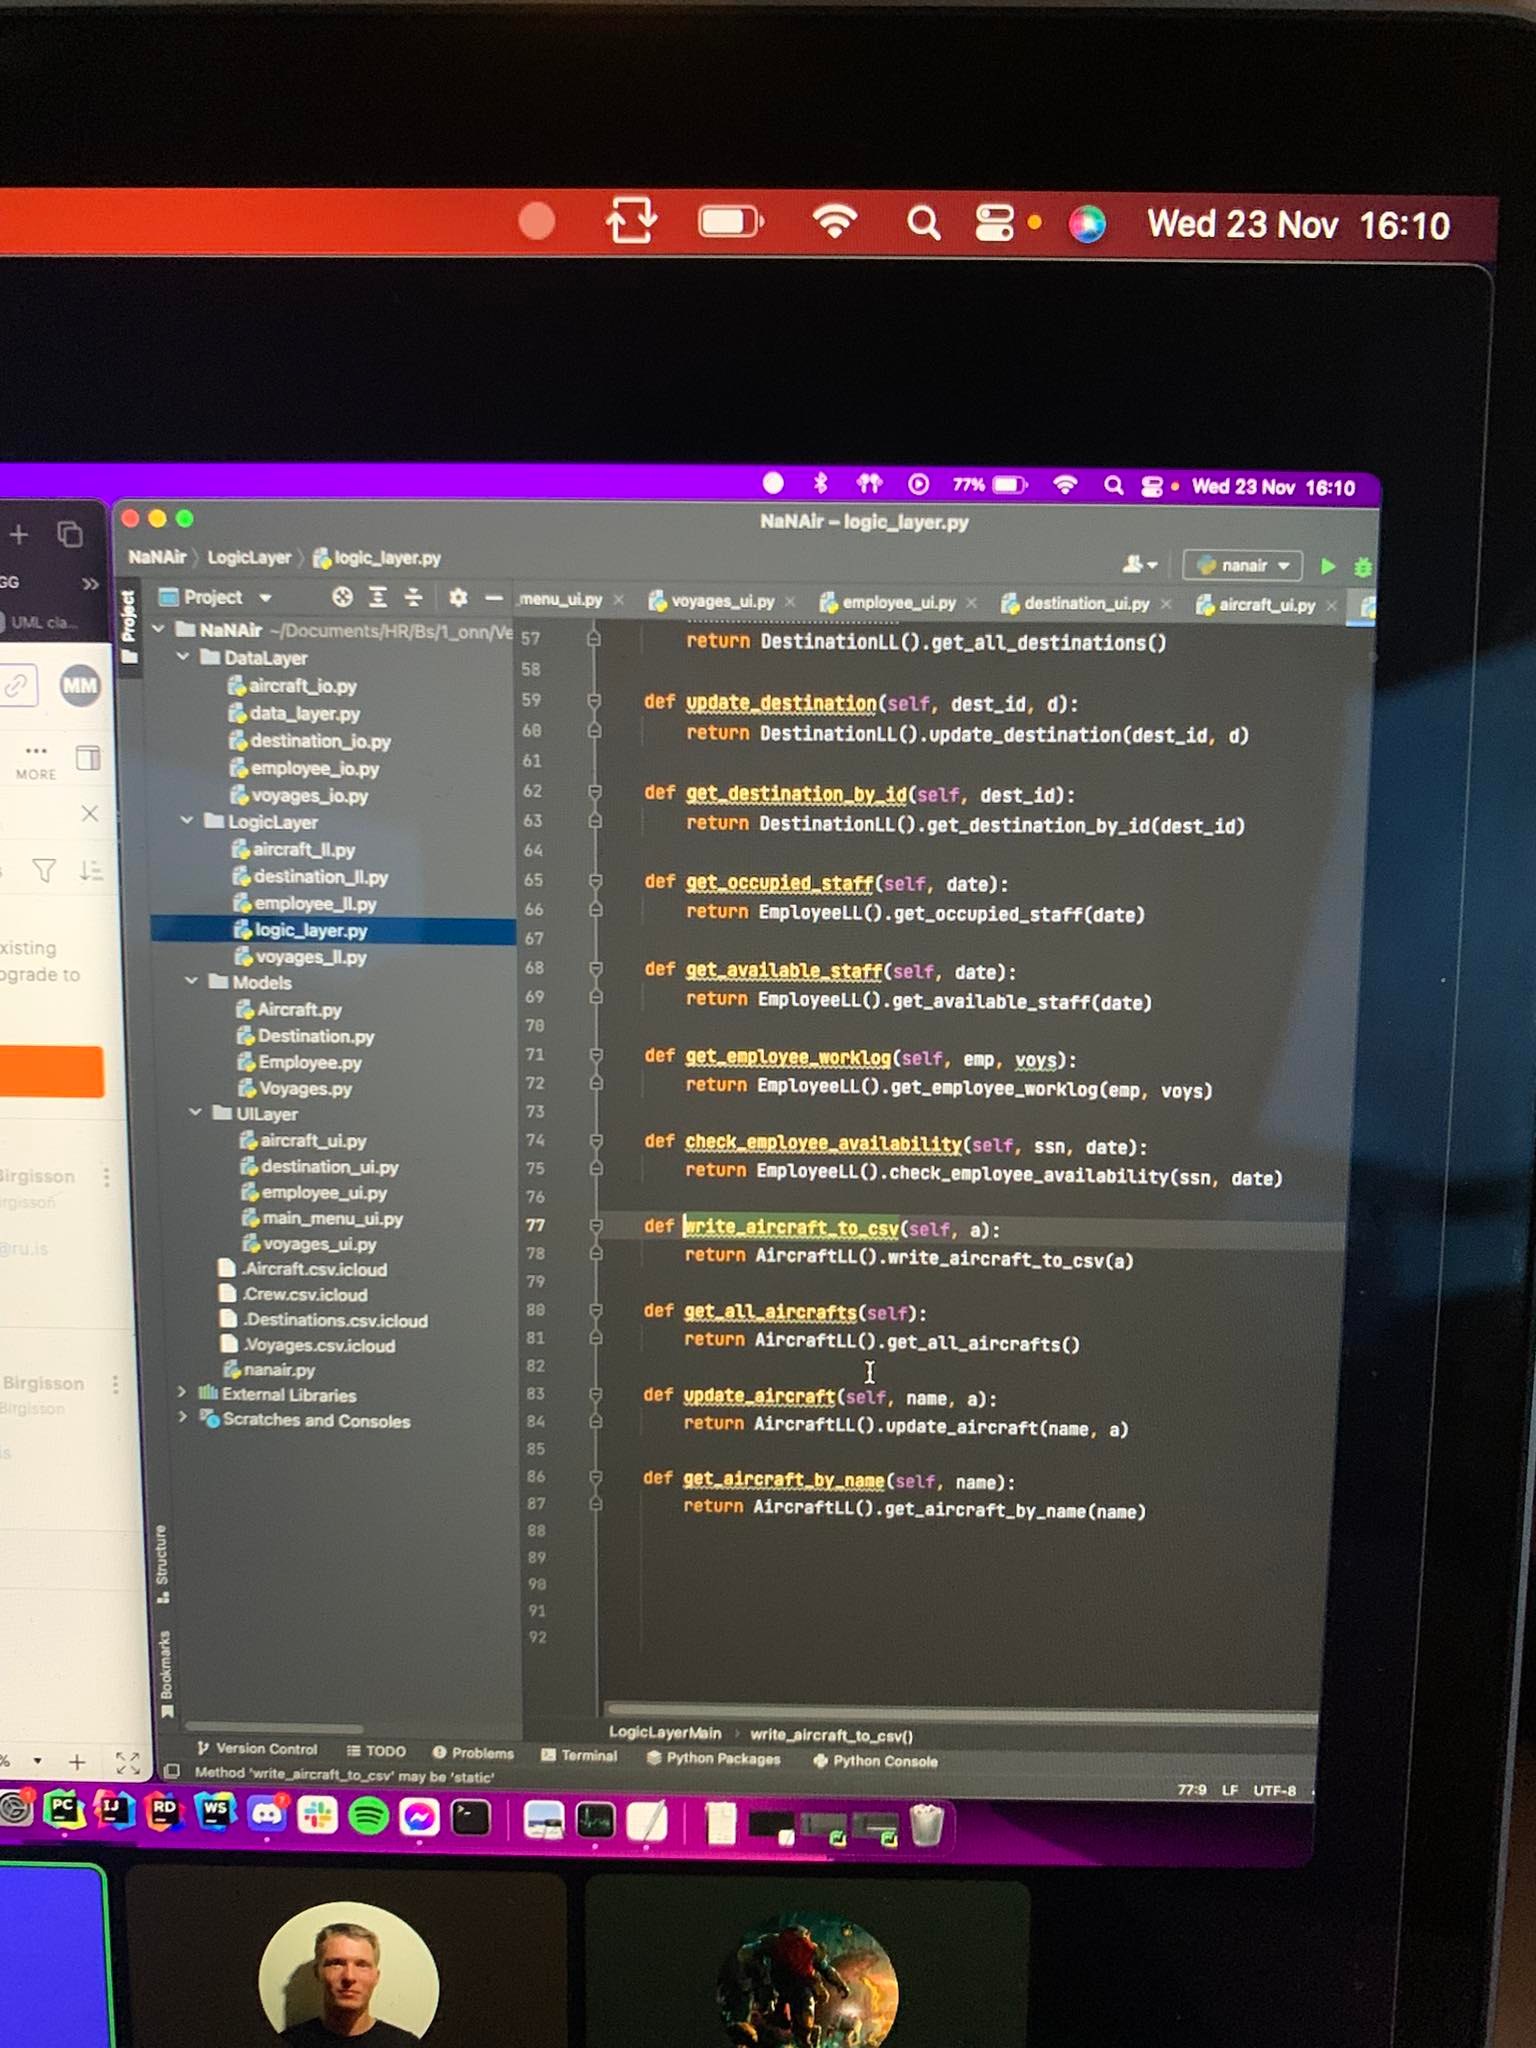 Wed 23 Nov 16:10
77% Wed 23 Nov 16:10
NaNAir – logic_layer.py
NaNAir LogicLayer logic_layer.py
nanair
GG
UML cla...
MM
MORE
xisting
pgrade to
Birgisson
irgisson
@ru.is
Birgisson
Birgisson
is
%
Project
Structure
Bookmarks
Project
NaNAir ~/Documents/HR/Bs/1_onn/Ve
DataLayer
aircraft_io.py
data_layer.py
destination_io.py
employee_io.py
voyages_io.py
LogicLayer
aircraft_ll.py
destination_ll.py
employee_ll.py
logic_layer.py
voyages_ll.py
Models
Aircraft.py
Destination.py
Employee.py
Voyages.py
UILayer
aircraft_ui.py
destination_ui.py
employee_ui.py
main_menu_ui.py
voyages_ui.py
.Aircraft.csv.icloud
.Crew.csv.icloud
.Destinations.csv.icloud
.Voyages.csv.icloud
nanair.py
External Libraries
Scratches and Consoles
_menu_ui.py voyages_ui.py employee_ui.py destination_ui.py aircraft_ui.py
57 return DestinationLL().get_all_destinations()
58
59 def update_destination(self, dest_id, d):
60 return DestinationLL().update_destination(dest_id, d)
61
62 def get_destination_by_id(self, dest_id):
63 return DestinationLL().get_destination_by_id(dest_id)
64
65 def get_occupied_staff(self, date):
66 return EmployeeLL().get_occupied_staff(date)
67
68 def get_available_staff(self, date):
69 return EmployeeLL().get_available_staff(date)
70
71 def get_employee_worklog(self, emp, voys):
72 return EmployeeLL().get_employee_worklog(emp, voys)
73
74 def check_employee_availability(self, ssn, date):
75 return EmployeeLL().check_employee_availability(ssn, date)
76
77 def write_aircraft_to_csv(self, a):
78 return AircraftLL().write_aircraft_to_csv(a)
79
80 def get_all_aircrafts(self):
81 return AircraftLL().get_all_aircrafts()
82
83 def update_aircraft(self, name, a):
84 return AircraftLL().update_aircraft(name, a)
85
86 def get_aircraft_by_name(self, name):
87 return AircraftLL().get_aircraft_by_name(name)
88
89
90
91
92
LogicLayerMain write_aircraft_to_csv()
Version Control TODO Problems Terminal Python Packages Python Console
Method 'write_aircraft_to_csv' may be 'static'
77:9 LF UTF-8
PC IJ RD WS